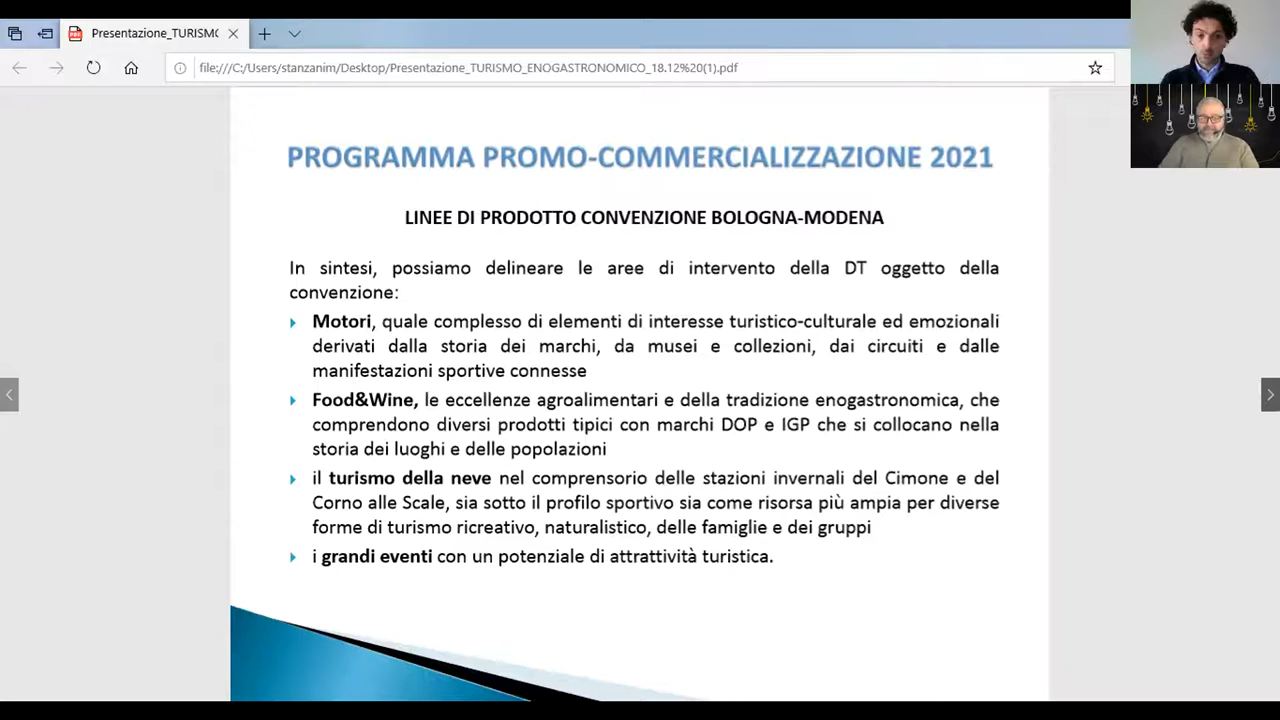 Presentazione_TURISMO
file:///C:/Users/stanzanim/Desktop/Presentazione_TURISMO_ENOGASTRONOMICO_18.12%20(1).pdf
PROGRAMMA PROMO-COMMERCIALIZZAZIONE 2021
LINEE DI PRODOTTO CONVENZIONE BOLOGNA-MODENA
In sintesi, possiamo delineare le aree di intervento della DT oggetto della
convenzione:
Motori, quale complesso di elementi di interesse turistico-culturale ed emozionali
derivati dalla storia dei marchi, da musei e collezioni, dai circuiti e dalle
manifestazioni sportive connesse
Food&Wine, le eccellenze agroalimentari e della tradizione enogastronomica, che
comprendono diversi prodotti tipici con marchi DOP e IGP che si collocano nella
storia dei luoghi e delle popolazioni
il turismo della neve nel comprensorio delle stazioni invernali del Cimone e del
Corno alle Scale, sia sotto il profilo sportivo sia come risorsa più ampia per diverse
forme di turismo ricreativo, naturalistico, delle famiglie e dei gruppi
i grandi eventi con un potenziale di attrattività turistica.